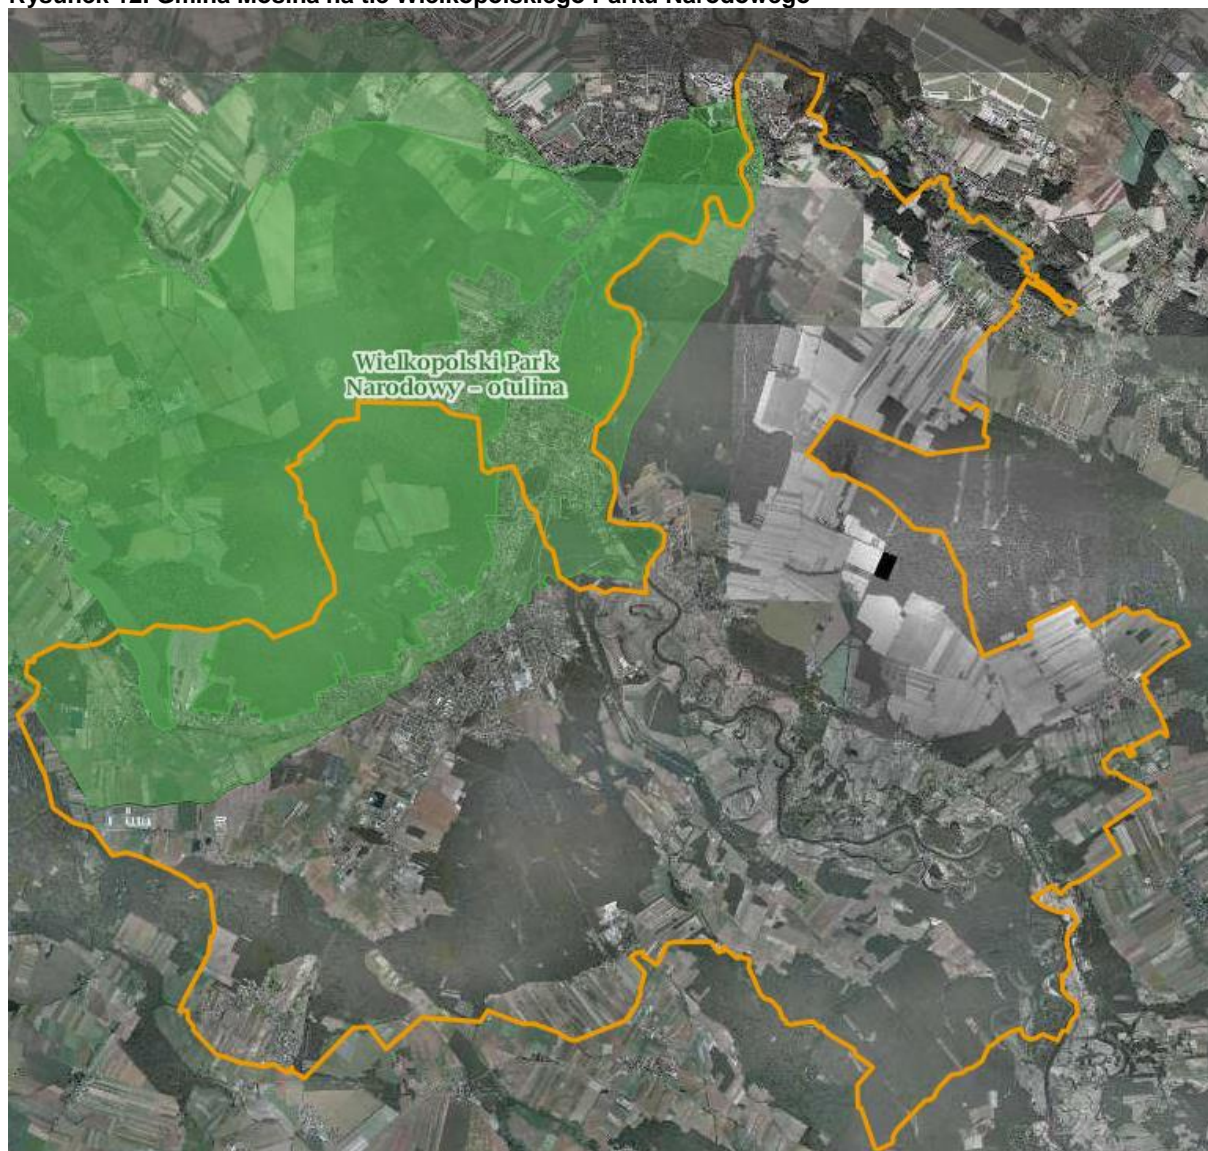 Rysunek 12. Gmina Mosina na tle Wielkopolskiego Parku Narodowego
Wielkopolski Park
Narodowy - otulina